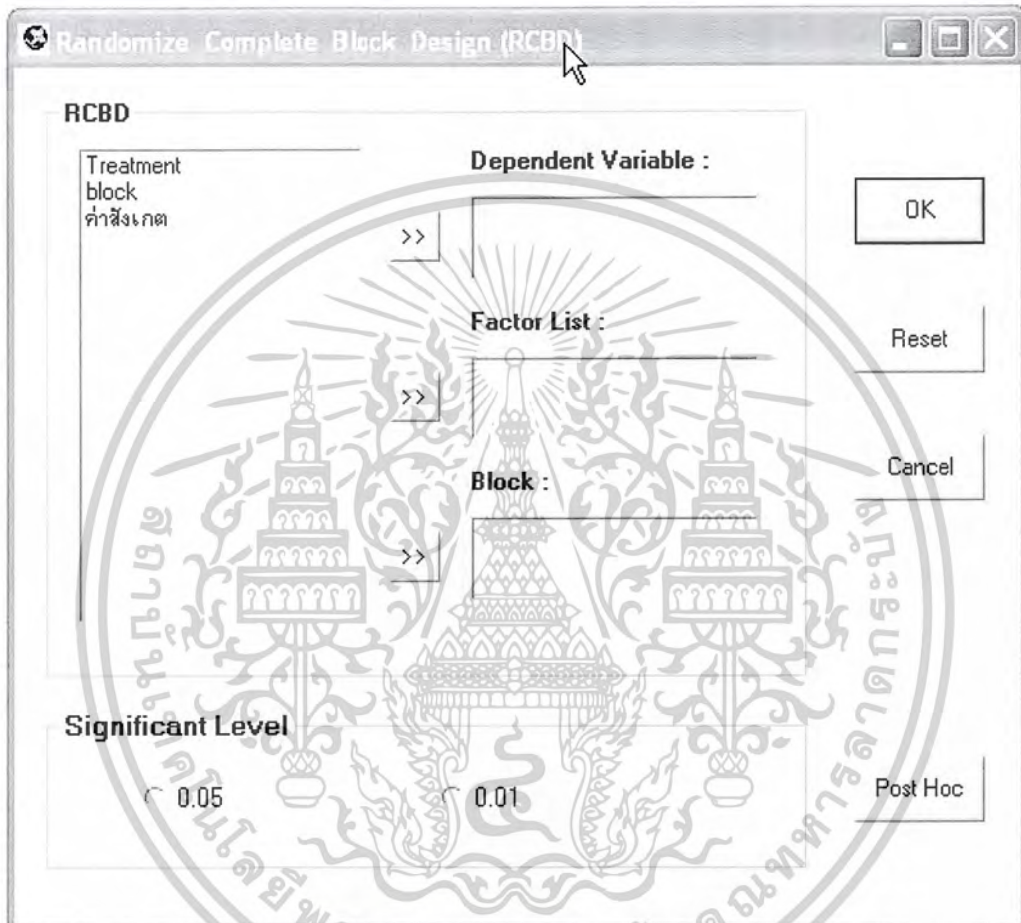 Randomize Complete Block Design (RCBD)
RCBD
Treatment
block
ค่าสังเกต
>>
Dependent Variable :
>>
Factor List :
>>
Block :
OK
Reset
Cancel
Post Hoc
Significant Level
0.05
0.01